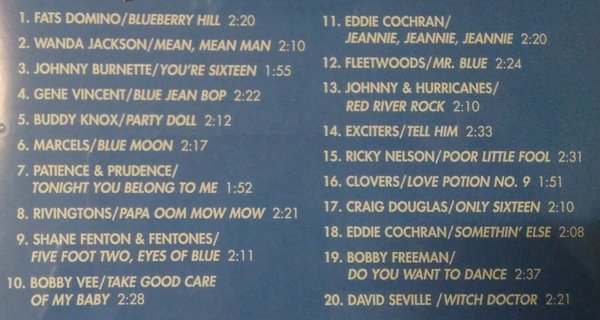 1. FATS DOMINO/BLUEBERRY HILL 2:20
2. WANDA JACKSON/MEAN, MEAN MAN 2:10
3. JOHNNY BURNETTE/YOU'RE SIXTEEN 1:55
4. GENE VINCENT/BLUE JEAN BOP 2:22
5. BUDDY KNOX/PARTY DOLL 2:12
6. MARCELS/BLUE MOON 2:17
7. PATIENCE & PRUDENCE/
TONIGHT YOU BELONG TO ME 1:52
8. RIVINGTONS/PAPA OOM MOW MOW 2:21
9. SHANE FENTON & FENTONES/
FIVE FOOT TWO, EYES OF BLUE 2:11
10. BOBBY VEE/TAKE GOOD CARE
OF MY BABY 2:28
11. EDDIE COCHRAN/
JEANNIE, JEANNIE, JEANNIE 2:20
12. FLEETWOODS/MR. BLUE 2:24
13. JOHNNY & HURRICANES/
RED RIVER ROCK 2:10
14. EXCITERS/TELL HIM 2:33
15. RICKY NELSON/POOR LITTLE FOOL 2:31
16. CLOVERS/LOVE POTION NO. 9 1:51
17. CRAIG DOUGLAS/ONLY SIXTEEN 2:10
18. EDDIE COCHRAN/SOMETHIN' ELSE 2:08
19. BOBBY FREEMAN/
DO YOU WANT TO DANCE 2:37
20. DAVID SEVILLE /WITCH DOCTOR 2:21